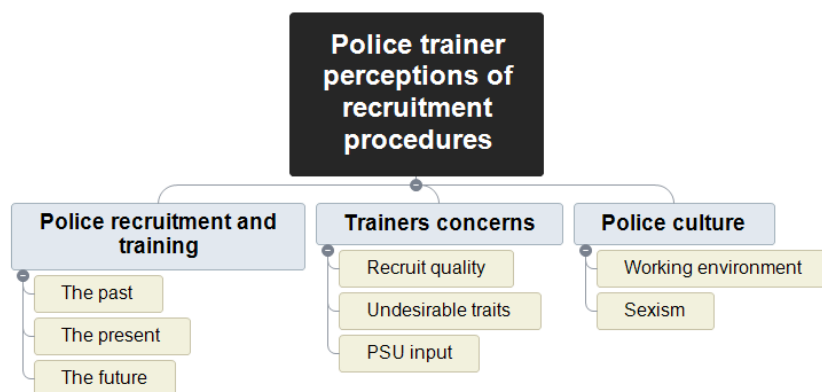 Police trainer
perceptions of
recruitment
procedures
Police recruitment and
training
The past
The present
The future
Trainers concerns
Recruit quality
Undesirable traits
PSU input
Police culture
Working environment
Sexism